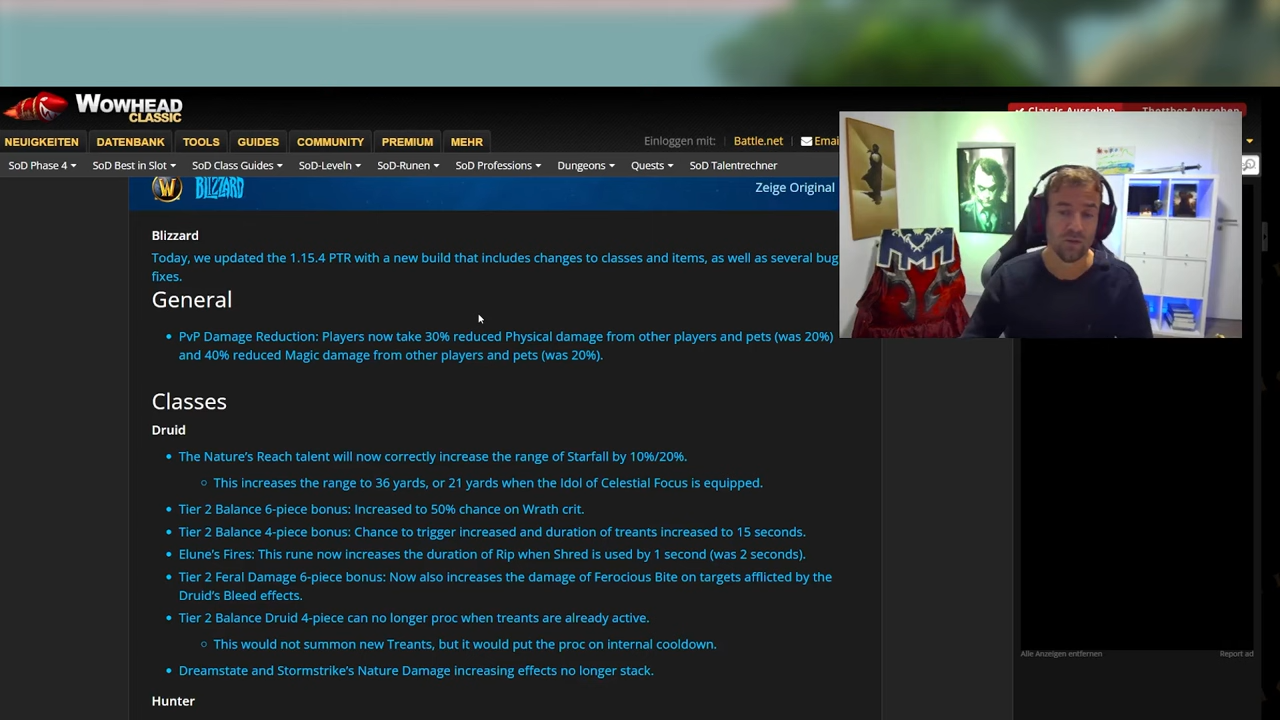 WOWHEAD
CLASSIC
Classic Aussehen Thottbot Aussehen
NEUIGKEITEN DATENBANK TOOLS GUIDES COMMUNITY PREMIUM MEHR Einloggen mit: Battle.net Emai
SoD Phase 4 SoD Best in Slot SoD Class Guides SoD-Leveln SoD-Runen SoD Professions Dungeons Quests SoD Talentrechner
BLIZZARD Zeige Original
Blizzard
Today, we updated the 1.15.4 PTR with a new build that includes changes to classes and items, as well as several bug
fixes.
General
• PvP Damage Reduction: Players now take 30% reduced Physical damage from other players and pets (was 20%)
and 40% reduced Magic damage from other players and pets (was 20%).
Classes
Druid
• The Nature's Reach talent will now correctly increase the range of Starfall by 10%/20%.
◦ This increases the range to 36 yards, or 21 yards when the Idol of Celestial Focus is equipped.
• Tier 2 Balance 6-piece bonus: Increased to 50% chance on Wrath crit.
• Tier 2 Balance 4-piece bonus: Chance to trigger increased and duration of treants increased to 15 seconds.
• Elune's Fires: This rune now increases the duration of Rip when Shred is used by 1 second (was 2 seconds).
• Tier 2 Feral Damage 6-piece bonus: Now also increases the damage of Ferocious Bite on targets afflicted by the
Druid's Bleed effects.
• Tier 2 Balance Druid 4-piece can no longer proc when treants are already active.
◦ This would not summon new Treants, but it would put the proc on internal cooldown.
• Dreamstate and Stormstrike's Nature Damage increasing effects no longer stack.
Alle Anzeigen entfernen Report ad
Hunter